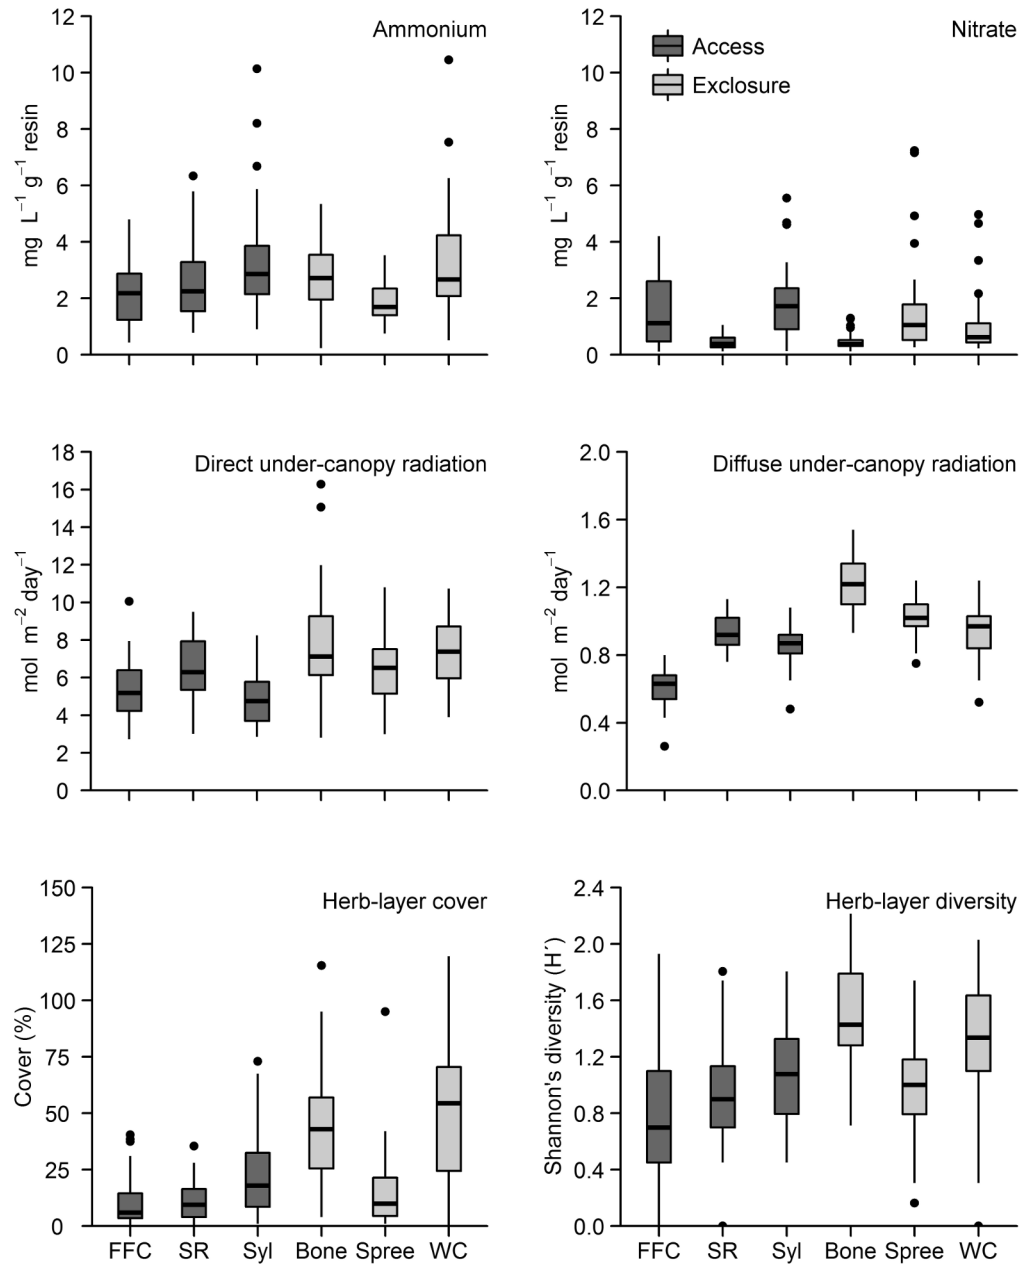 Ammonium
12
10
8
6
4
2
0
mg L⁻¹ g⁻¹ resin
Nitrate
Access
Exclosure
12
10
8
6
4
2
0
mg L⁻¹ g⁻¹ resin
Direct under-canopy radiation
18
16
14
12
10
8
6
4
2
0
mol m⁻² day⁻¹
Diffuse under-canopy radiation
2.0
1.6
1.2
0.8
0.4
0.0
mol m⁻² day⁻¹
Herb-layer cover
150
125
100
75
50
25
0
Cover (%)
FFC SR Syl Bone Spree WC
Herb-layer diversity
2.4
2.0
1.6
1.2
0.8
0.4
0.0
Shannon's diversity (H´)
FFC SR Syl Bone Spree WC